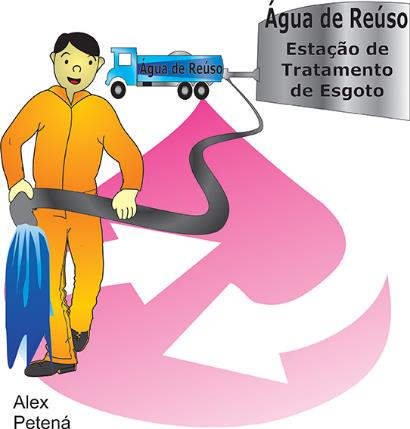 Água de Reúso
Estação de
Tratamento
de Esgoto
Água de Reúso
Alex
Petená